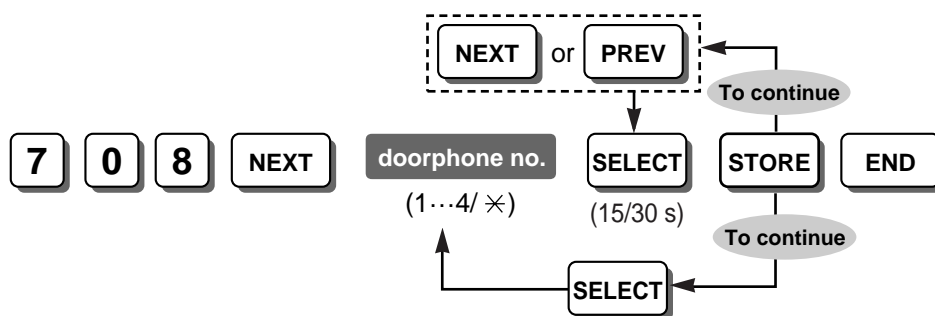 NEXT or PREV
To continue
7 0 8 NEXT doorphone no. SELECT STORE END
(1···4/ ✳) (15/30 s)
To continue
SELECT